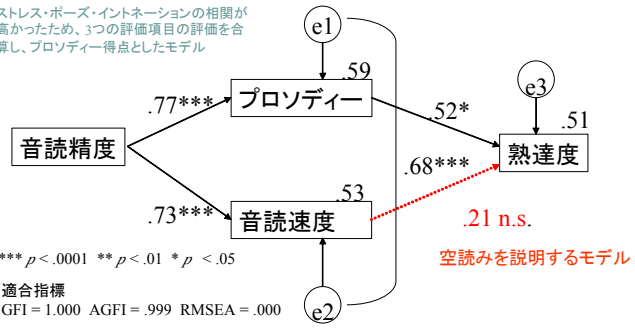 ストレス・ポーズ・イントネーションの相関が
高かったため、3つの評価項目の評価を合
算し、プロソディー得点としたモデル
e1
.59
プロソディー
e3
.77***
.52*
.51
音読精度
熟達度
.68***
.53
.73***
音読速度
.21 n.s.
*** p < .0001 ** p < .01 * p < .05
空読みを説明するモデル
適合指標
GFI = 1.000 AGFI = .999 RMSEA = .000
e2